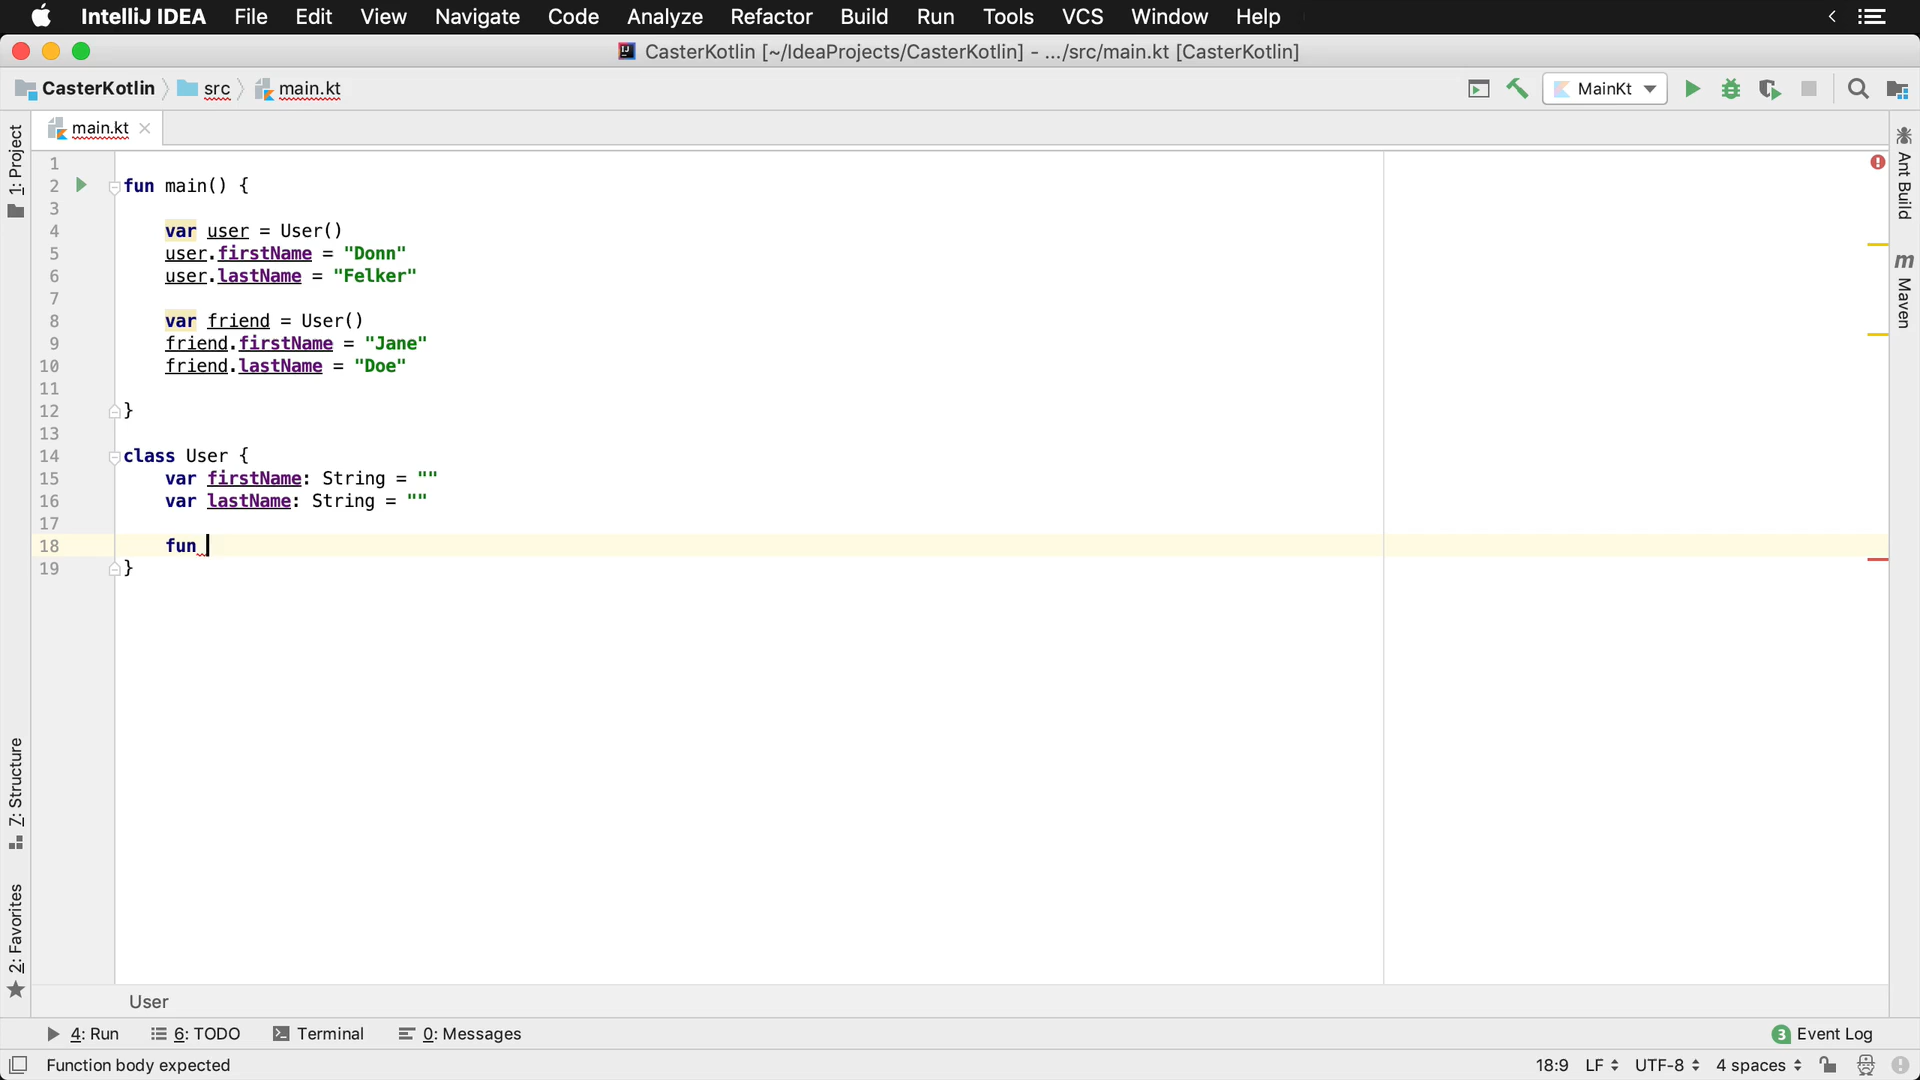 IntelliJ IDEA File Edit View Navigate Code Analyze Refactor Build Run Tools VCS Window Help
CasterKotlin [~/IdeaProjects/CasterKotlin] - .../src/main.kt [CasterKotlin]
CasterKotlin src main.kt MainKt
main.kt
1: Project
Ant Build
m Maven
1
2 fun main() {
3
4 var user = User()
5 user.firstName = "Donn"
6 user.lastName = "Felker"
7
8 var friend = User()
9 friend.firstName = "Jane"
10 friend.lastName = "Doe"
11
12 }
13
14 class User {
15 var firstName: String = ""
16 var lastName: String = ""
17
18 fun
19 }
Z: Structure
2: Favorites
User
4: Run 6: TODO Terminal 0: Messages 3 Event Log
Function body expected 18:9 LF UTF-8 4 spaces